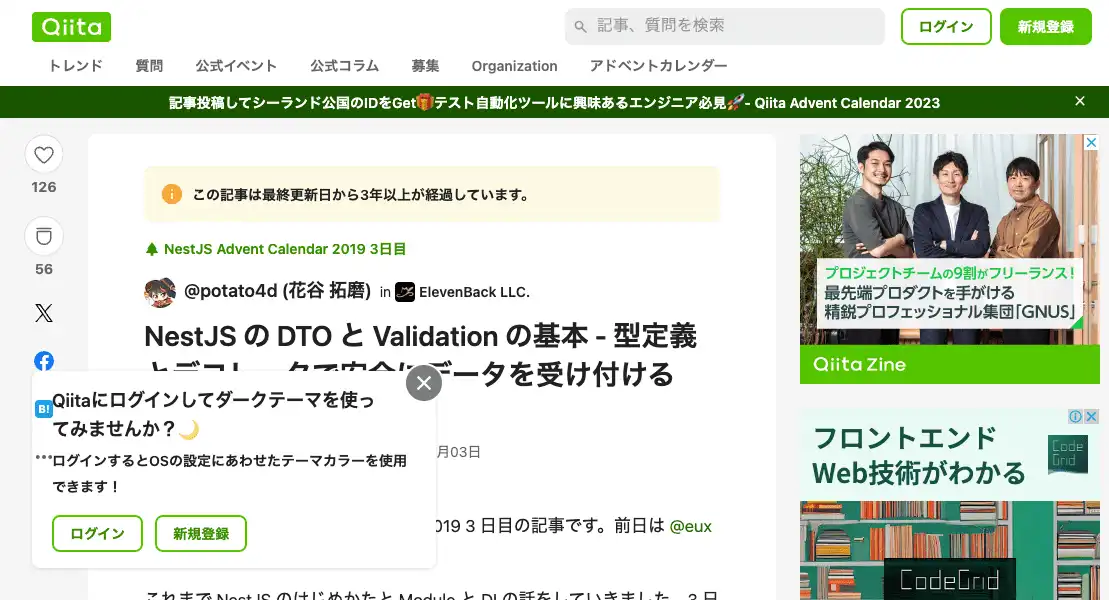 Qiita
記事、質問を検索
ログイン
新規登録
トレンド
質問
公式イベント
公式コラム
募集
Organization
アドベントカレンダー
記事投稿してシーランド公国のIDをGet🎁テスト自動化ツールに興味あるエンジニア必見🚀- Qiita Advent Calendar 2023
126
56
この記事は最終更新日から3年以上が経過しています。
NestJS Advent Calendar 2019 3日目
@potato4d (花谷 拓磨) in ElevenBack LLC.
NestJS の DTO と Validation の基本 - 型定義
とデコレータで安全にデータを受け付ける
月03日
019 3 日目の記事です。前日は @eux
これまで NestJS のはじめかたと Module と DI の話をしていきました。3 日
B!
Qiitaにログインしてダークテーマを使っ
てみませんか？🌙
ログインするとOSの設定にあわせたテーマカラーを使用
できます！
ログイン
新規登録
プロジェクトチームの9割がフリーランス！
最先端プロダクトを手がける
精鋭プロフェッショナル集団「GNUS」
Qiita Zine
フロントエンド
Web技術がわかる
Code
Grid
CodeGrid